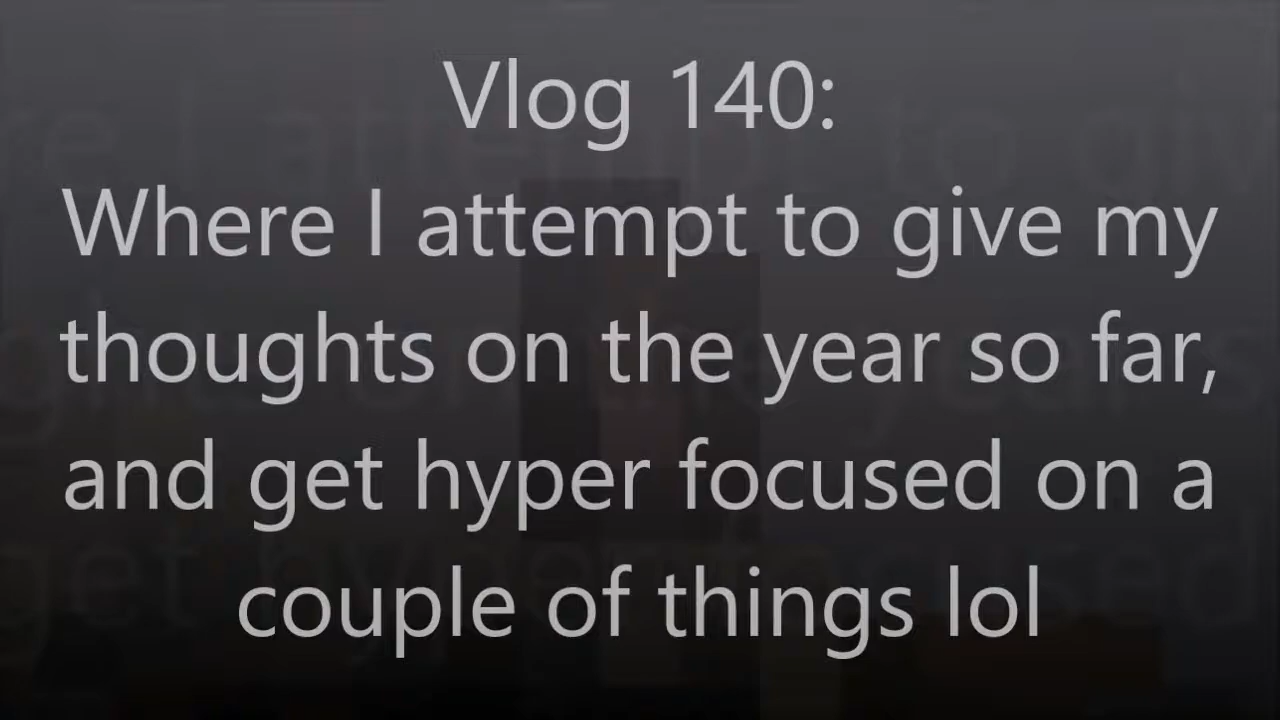 Vlog 140:
Where I attempt to give my
thoughts on the year so far,
and get hyper focused on a
couple of things lol